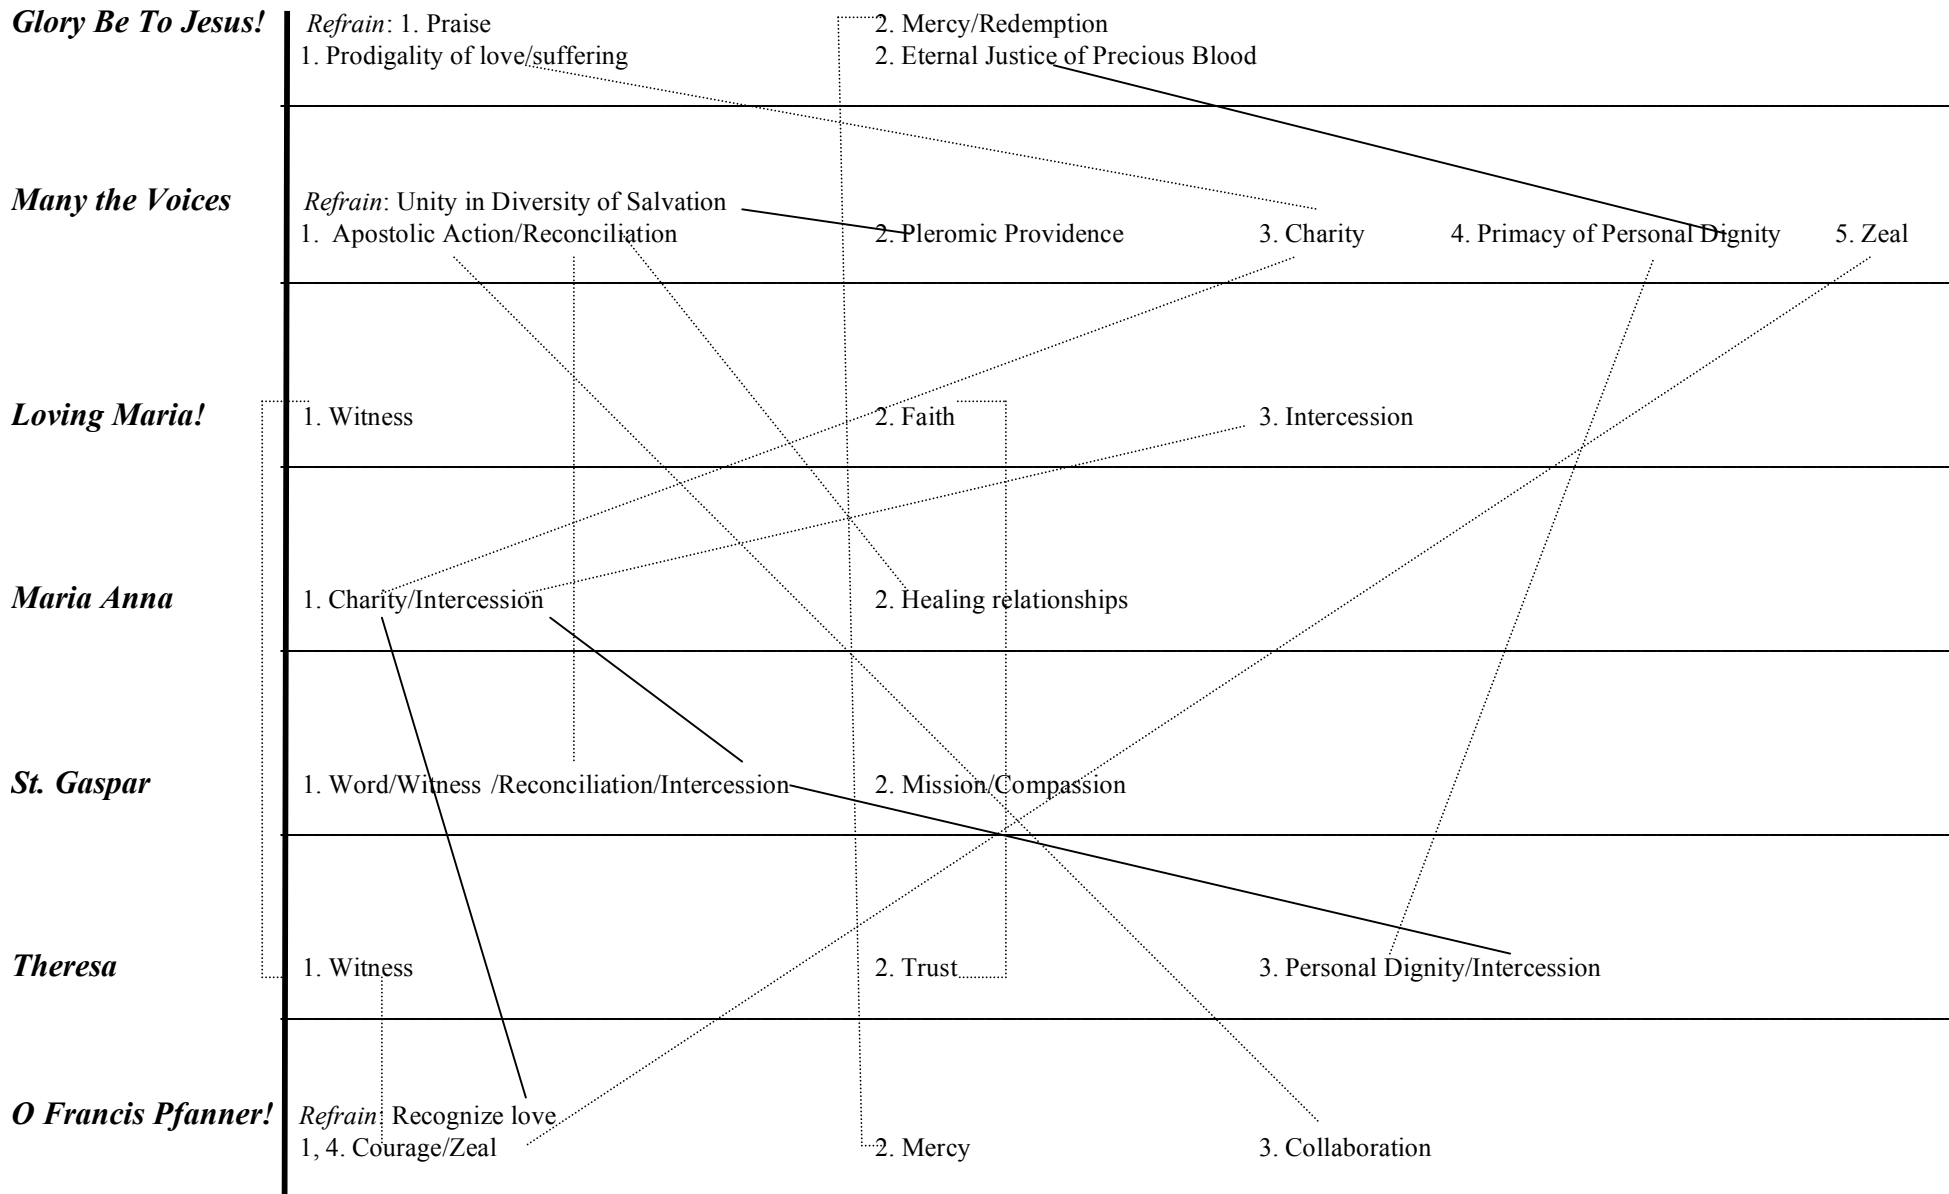 Glory Be To Jesus! Refrain: 1. Praise 2. Mercy/Redemption
1. Prodigality of love/suffering 2. Eternal Justice of Precious Blood
Many the Voices Refrain: Unity in Diversity of Salvation
1. Apostolic Action/Reconciliation 2. Pleromic Providence 3. Charity 4. Primacy of Personal Dignity 5. Zeal
Loving Maria! 1. Witness 2. Faith 3. Intercession
Maria Anna 1. Charity/Intercession 2. Healing relationships
St. Gaspar 1. Word/Witness /Reconciliation/Intercession 2. Mission/Compassion
Theresa 1. Witness 2. Trust 3. Personal Dignity/Intercession
O Francis Pfanner! Refrain: Recognize love
1, 4. Courage/Zeal 2. Mercy 3. Collaboration